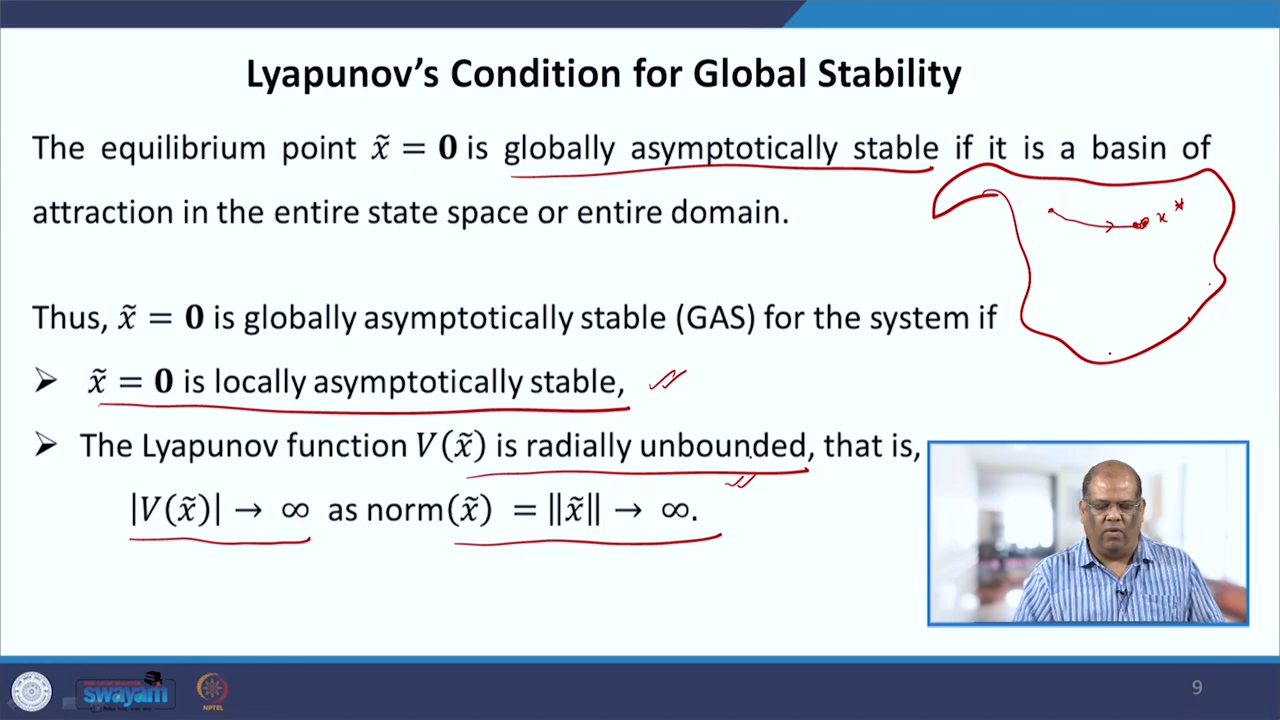 Lyapunov's Condition for Global Stability
The equilibrium point x̃ = 0 is globally asymptotically stable if it is a basin of
attraction in the entire state space or entire domain.
x*
Thus, x̃ = 0 is globally asymptotically stable (GAS) for the system if
➢ x̃ = 0 is locally asymptotically stable,
➢ The Lyapunov function V(x̃) is radially unbounded, that is,
|V(x̃)| → ∞ as norm(x̃) = ‖x̃‖ → ∞.
swayam
NPTEL
9